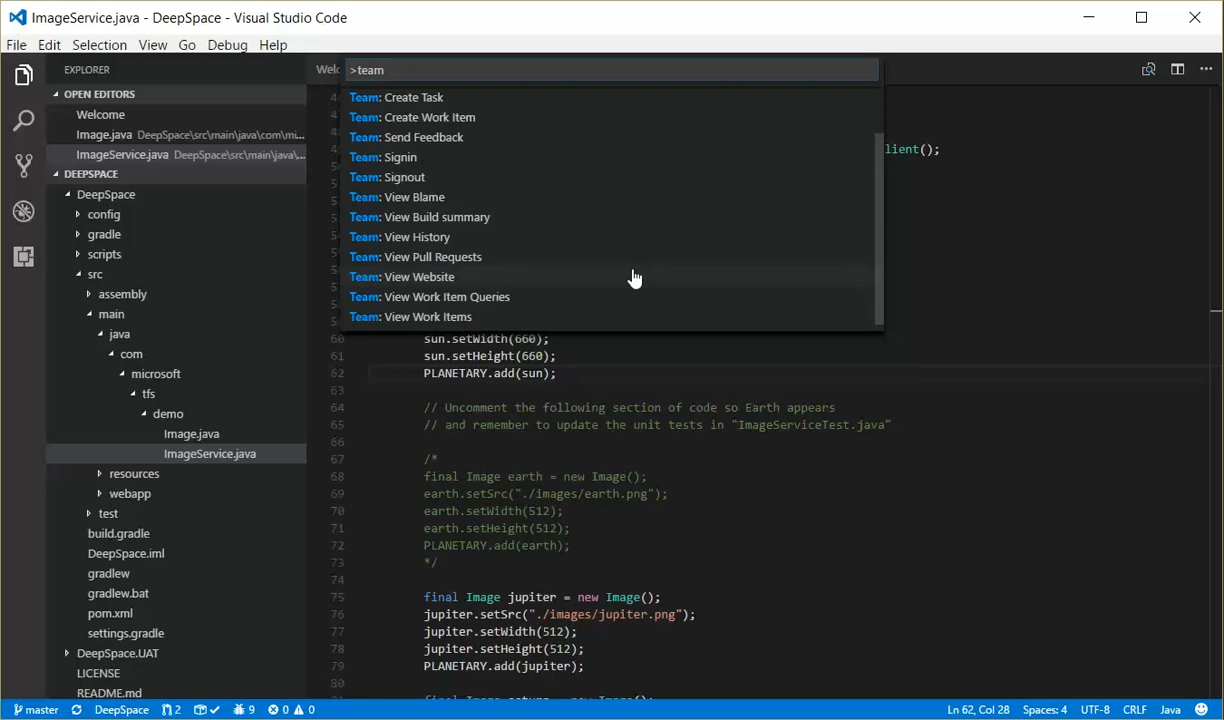 ImageService.java - DeepSpace - Visual Studio Code
File Edit Selection View Go Debug Help
EXPLORER
OPEN EDITORS
Welcome
Image.java DeepSpace\src\main\java\com\mi...
ImageService.java DeepSpace\src\main\java\...
DEEPSPACE
DeepSpace
config
gradle
scripts
src
assembly
main
java
com
microsoft
tfs
demo
Image.java
ImageService.java
resources
webapp
test
build.gradle
DeepSpace.iml
gradlew
gradlew.bat
pom.xml
settings.gradle
DeepSpace.UAT
LICENSE
README.md
>team
Team: Create Task
Team: Create Work Item
Team: Send Feedback
Team: Signin
Team: Signout
Team: View Blame
Team: View Build summary
Team: View History
Team: View Pull Requests
Team: View Website
Team: View Work Item Queries
Team: View Work Items
lient();
60 sun.setWidth(660);
61 sun.setHeight(660);
62 PLANETARY.add(sun);
63
64 // Uncomment the following section of code so Earth appears
65 // and remember to update the unit tests in "ImageServiceTest.java"
66
67 /*
68 final Image earth = new Image();
69 earth.setSrc("./images/earth.png");
70 earth.setWidth(512);
71 earth.setHeight(512);
72 PLANETARY.add(earth);
73 */
74
75 final Image jupiter = new Image();
76 jupiter.setSrc("./images/jupiter.png");
77 jupiter.setWidth(512);
78 jupiter.setHeight(512);
79 PLANETARY.add(jupiter);
80
master DeepSpace 2 9 0 0 Ln 62, Col 28 Spaces: 4 UTF-8 CRLF Java